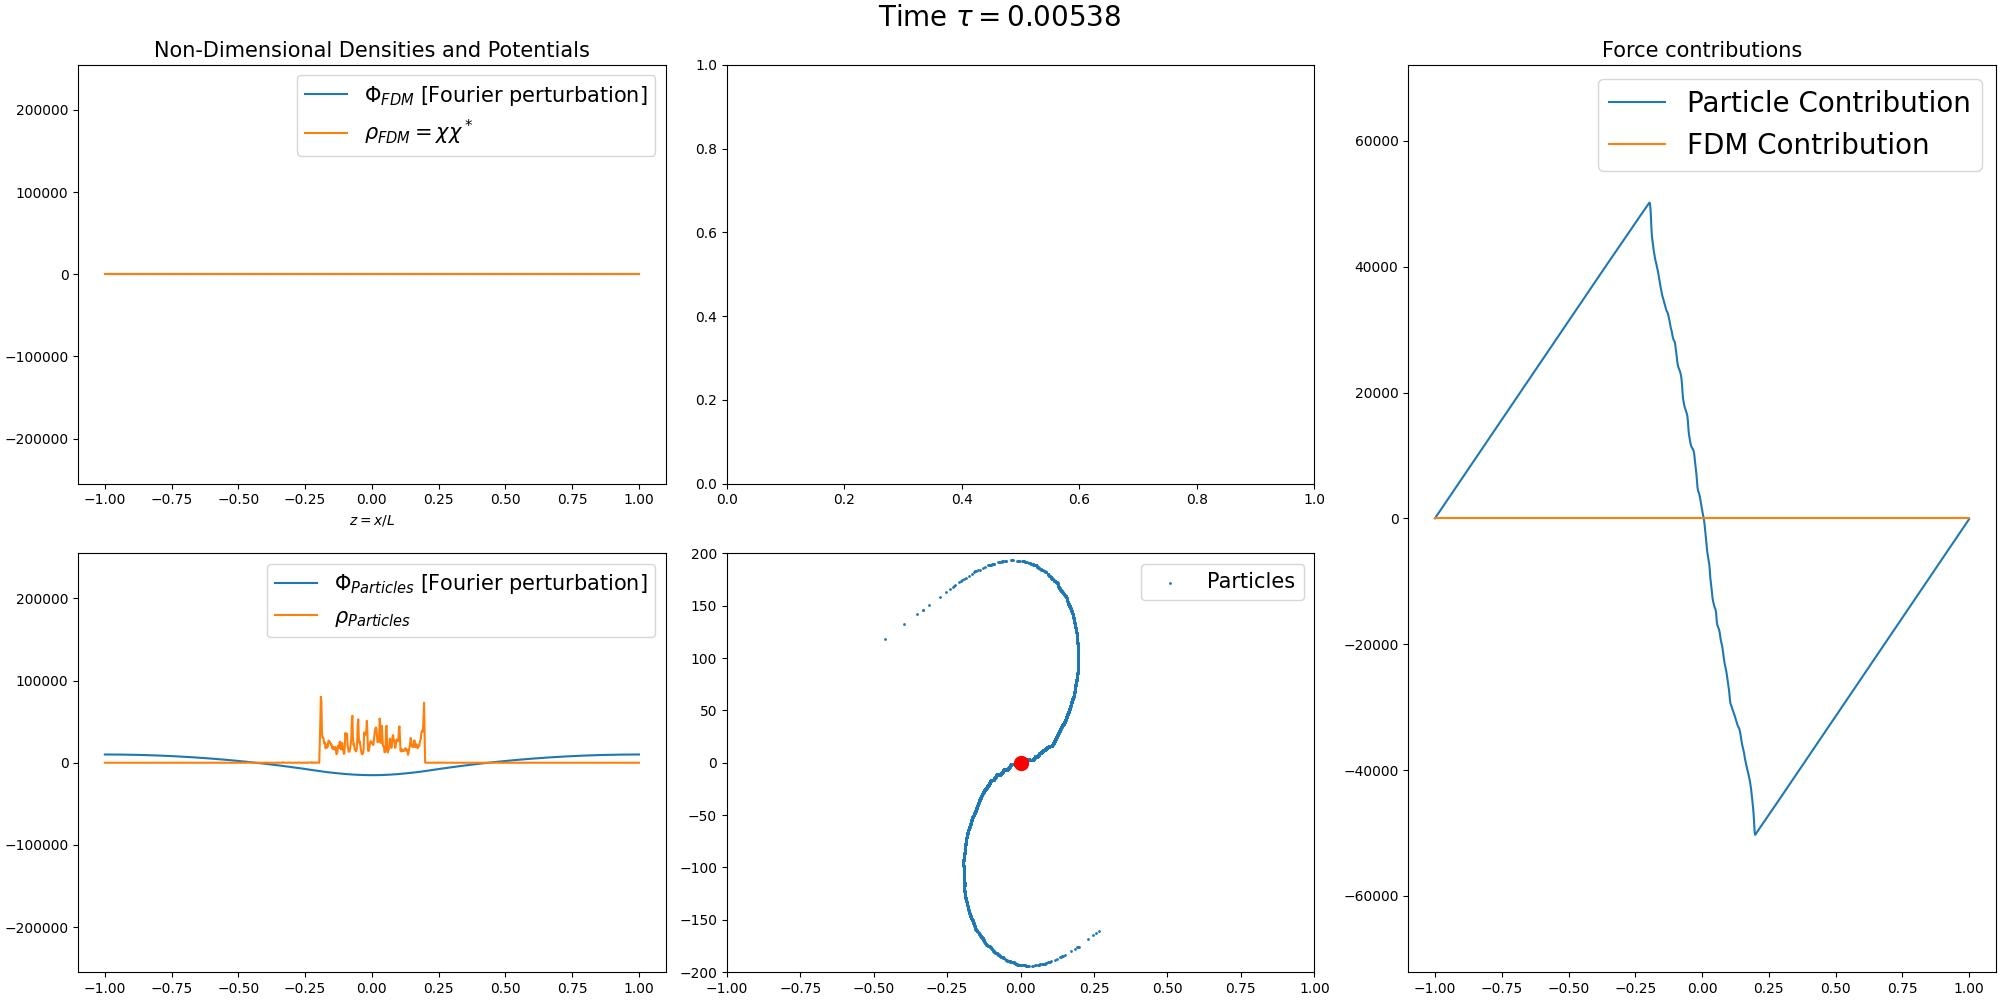 Time τ = 0.00538
Non-Dimensional Densities and Potentials
Φ_FDM [Fourier perturbation]
ρ_FDM = χχ*
200000
100000
0
−100000
−200000
−1.00 −0.75 −0.50 −0.25 0.00 0.25 0.50 0.75 1.00
z = x/L
1.0
0.8
0.6
0.4
0.2
0.0
0.0 0.2 0.4 0.6 0.8 1.0
Φ_Particles [Fourier perturbation]
ρ_Particles
200000
100000
0
−100000
−200000
−1.00 −0.75 −0.50 −0.25 0.00 0.25 0.50 0.75 1.00
Particles
200
150
100
50
0
−50
−100
−150
−200
−1.00 −0.75 −0.50 −0.25 0.00 0.25 0.50 0.75 1.00
Force contributions
Particle Contribution
FDM Contribution
60000
40000
20000
0
−20000
−40000
−60000
−1.00 −0.75 −0.50 −0.25 0.00 0.25 0.50 0.75 1.00